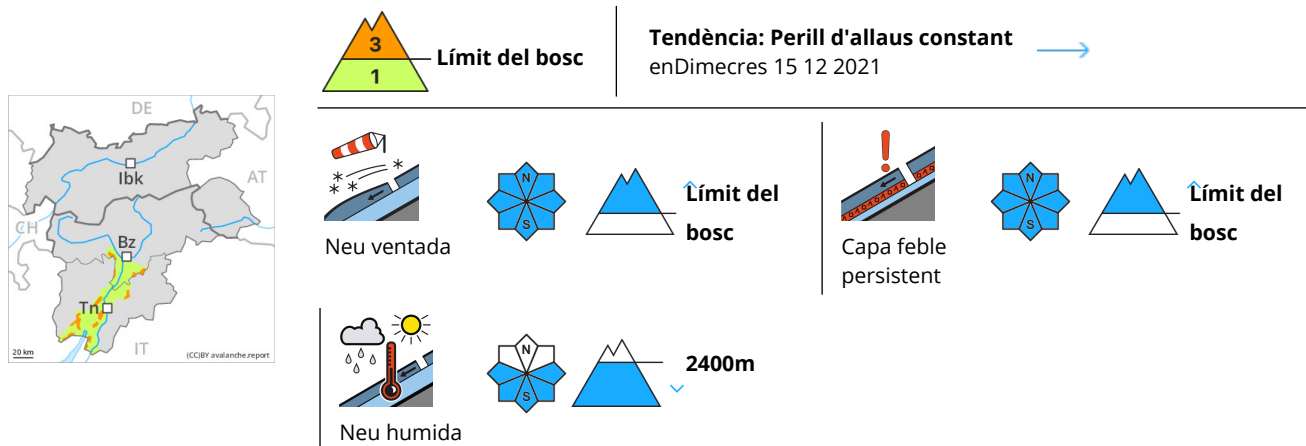 3
1
Límit del bosc
Tendència: Perill d'allaus constant
enDimecres 15 12 2021
DE
Ibk
AT
CH
Bz
Tn
IT
20 km
(CC)BY avalanche.report
N
S
Límit del
bosc
Neu ventada
N
S
Límit del
bosc
Capa feble
persistent
N
S
2400m
Neu humida